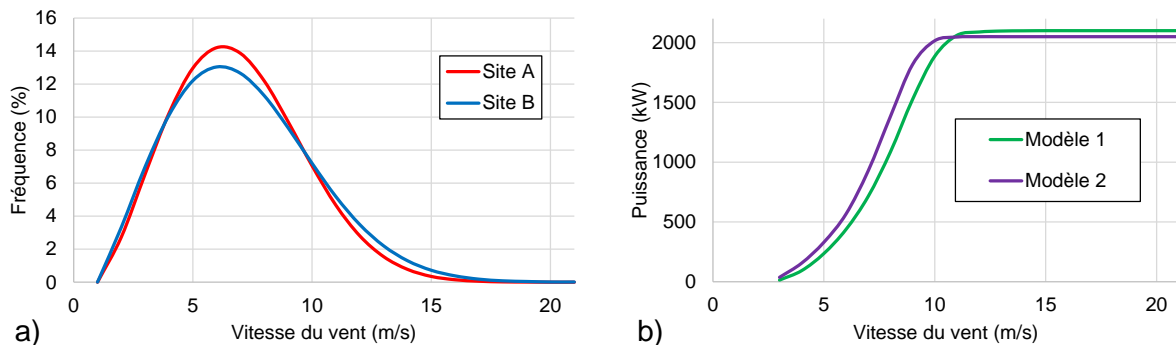 16
14
12
10
8
6
4
2
0
Fréquence (%)
Site A
Site B
0 5 10 15 20
Vitesse du vent (m/s)
a)
2000
1500
1000
500
0
Puissance (kW)
Modèle 1
Modèle 2
0 5 10 15 20
Vitesse du vent (m/s)
b)